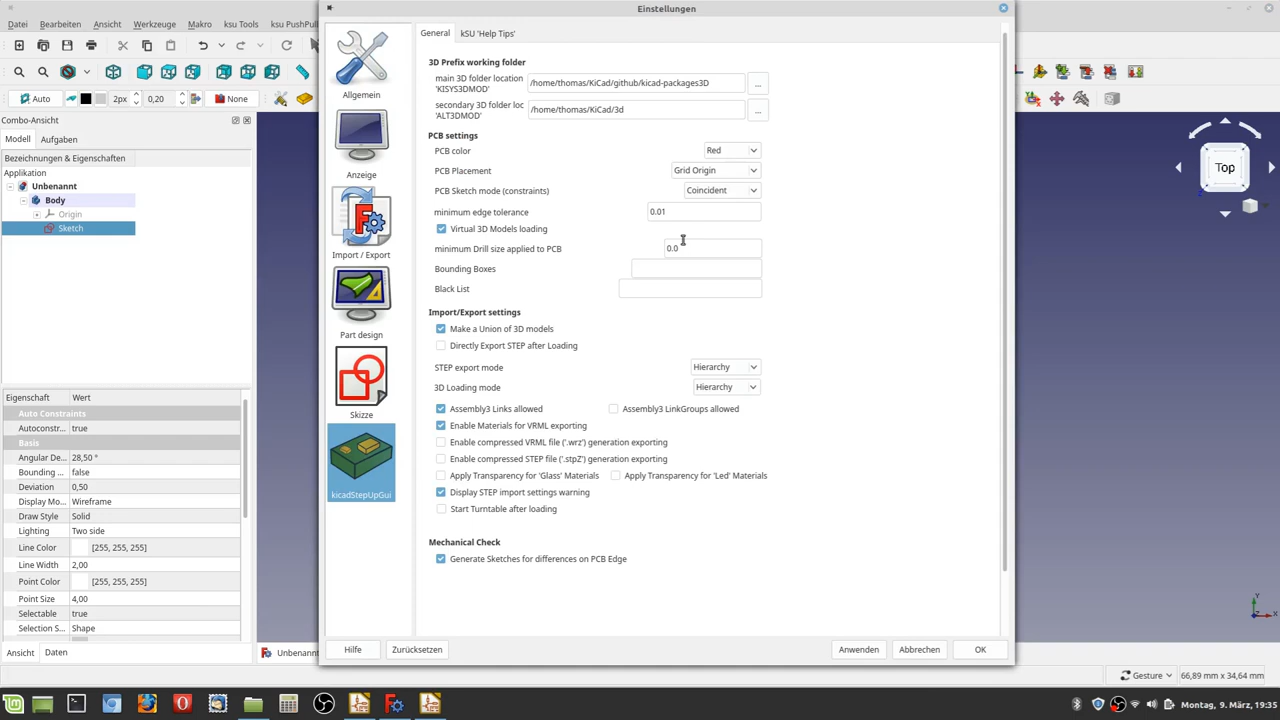 Einstellungen
Datei Bearbeiten Ansicht Werkzeuge Makro ksu Tools ksu PushPull
Auto 2px 0,20 None
Combo-Ansicht
Modell Aufgaben
Bezeichnungen & Eigenschaften
Unbenannt
Body
Origin
Sketch
Eigenschaft Wert
Auto Constraints
Autoconstr... true
Basis
Angular De... 28,50 °
Bounding ... false
Deviation 0,50
Display Mo... Wireframe
Draw Style Solid
Lighting Two side
Line Color [255, 255, 255]
Line Width 2,00
Point Color [255, 255, 255]
Point Size 4,00
Selectable true
Selection S... Shape
Ansicht Daten
Unbenannt
Allgemein
Anzeige
Import / Export
Part design
Skizze
kicadStepUpGui
General kSU 'Help Tips'
3D Prefix working folder
main 3D folder location
'KISYS3DMOD'
/home/thomas/KiCad/github/kicad-packages3D
...
secondary 3D folder loc
'ALT3DMOD'
/home/thomas/KiCad/3d
...
PCB settings
PCB color Red
PCB Placement Grid Origin
PCB Sketch mode (constraints) Coincident
minimum edge tolerance 0.01
Virtual 3D Models loading
minimum Drill size applied to PCB 0.0
Bounding Boxes
Black List
Import/Export settings
Make a Union of 3D models
Directly Export STEP after Loading
STEP export mode Hierarchy
3D Loading mode Hierarchy
Assembly3 Links allowed Assembly3 LinkGroups allowed
Enable Materials for VRML exporting
Enable compressed VRML file ('.wrz') generation exporting
Enable compressed STEP file ('.stpZ') generation exporting
Apply Transparency for 'Glass' Materials Apply Transparency for 'Led' Materials
Display STEP import settings warning
Start Turntable after loading
Mechanical Check
Generate Sketches for differences on PCB Edge
Hilfe Zurücksetzen Anwenden Abbrechen OK
Top
Z
Y
X
Gesture 66,89 mm x 34,64 mm
Montag, 9. März, 19:35